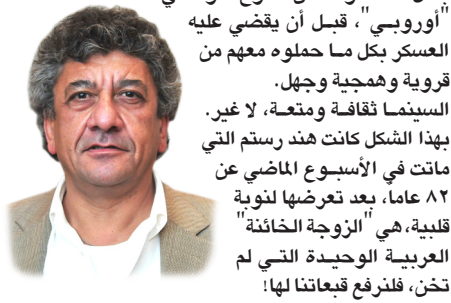 "أوروبي"، قبل أن يقضي عليه
العسكر بكل ما حملوه معهم من
قروية وهمجية وجهل.
السينما ثقافة ومتعة، لا غير.
بهذا الشكل كانت هند رستم التي
ماتت في الأسبوع الماضي عن
٨٢ عاماً، بعد تعرضها لنوبة
قلبية، هي "الزوجة الخائنة"
العربية الوحيدة التي لم
تخن، فلنرفع قبعاتنا لها!